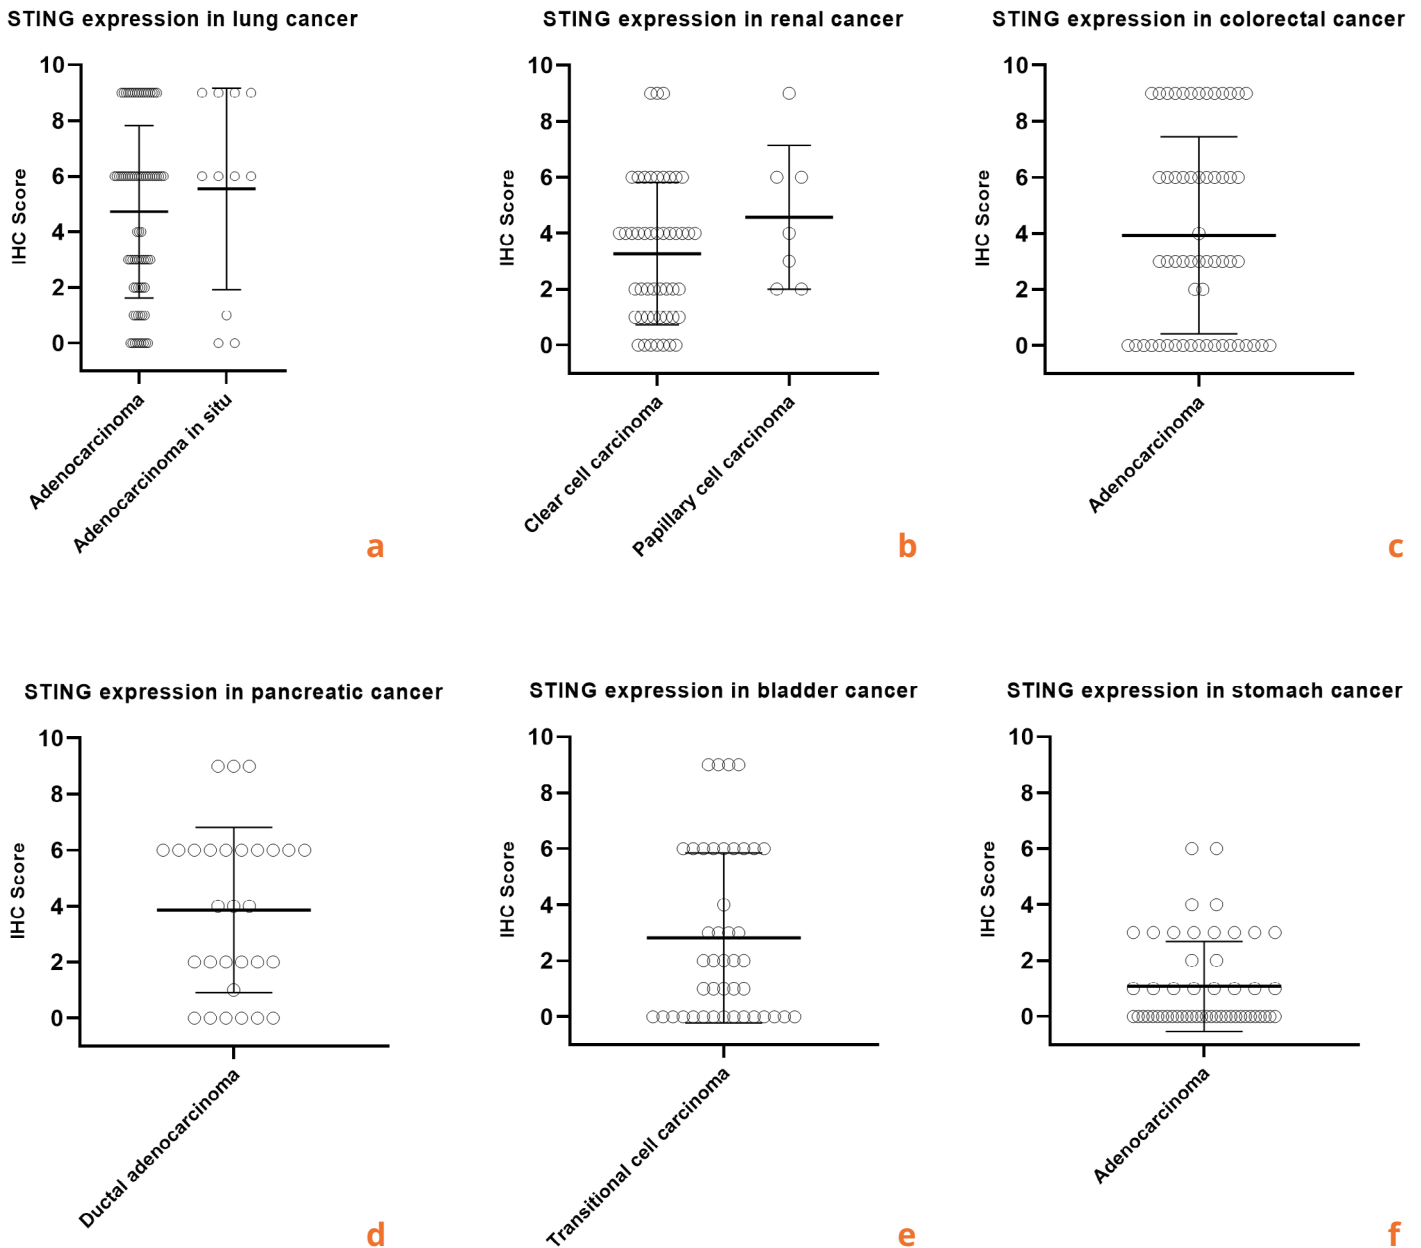 STING expression in lung cancer
10
8
6
4
2
0
IHC Score
Adenocarcinoma
Adenocarcinoma in situ
a
STING expression in renal cancer
10
8
6
4
2
0
IHC Score
Clear cell carcinoma
Papillary cell carcinoma
b
STING expression in colorectal cancer
10
8
6
4
2
0
IHC Score
Adenocarcinoma
c
STING expression in pancreatic cancer
10
8
6
4
2
0
IHC Score
Ductal adenocarcinoma
d
STING expression in bladder cancer
10
8
6
4
2
0
IHC Score
Transitional cell carcinoma
e
STING expression in stomach cancer
10
8
6
4
2
0
IHC Score
Adenocarcinoma
f